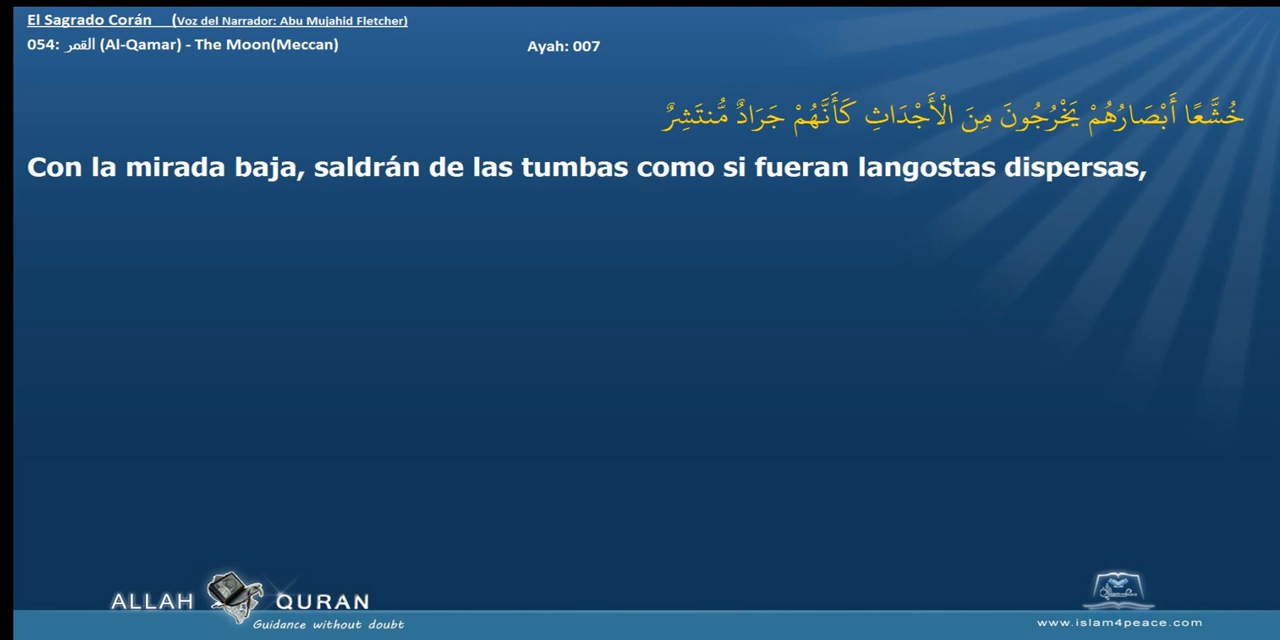 El Sagrado Corán (Voz del Narrador: Abu Mujahid Fletcher)
054: القمر (Al-Qamar) - The Moon(Meccan) Ayah: 007
خُشَّعًا أَبْصَارُهُمْ يَخْرُجُونَ مِنَ الْأَجْدَاثِ كَأَنَّهُمْ جَرَادٌ مُّنتَشِرٌ
Con la mirada baja, saldrán de las tumbas como si fueran langostas dispersas,
ALLAH QURAN
Guidance without doubt
www.islam4peace.com